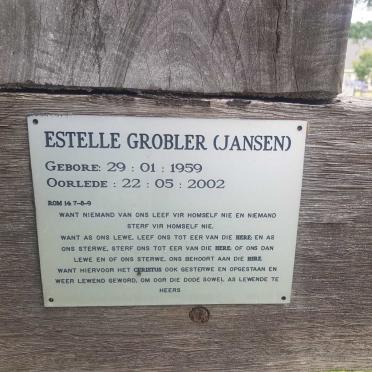 ESTELLE GROBLER (JANSEN)
GEBORE: 29 : 01 : 1959
OORLEDE : 22 : 05 : 2002
ROM 14 7-8-9
WANT NIEMAND VAN ONS LEEF VIR HOMSELF NIE EN NIEMAND
STERF VIR HOMSELF NIE.
WANT AS ONS LEWE, LEEF ONS TOT EER VAN DIE HERE; EN AS
ONS STERWE, STERF ONS TOT EER VAN DIE HERE; OF ONS DAN
LEWE EN OF ONS STERWE, ONS BEHOORT AAN DIE HERE.
WANT HIERVOOR HET CHRISTUS OOK GESTERWE EN OPGESTAAN EN
WEER LEWEND GEWORD, OM OOR DIE DODE SOWEL AS LEWENDE TE
HEERS